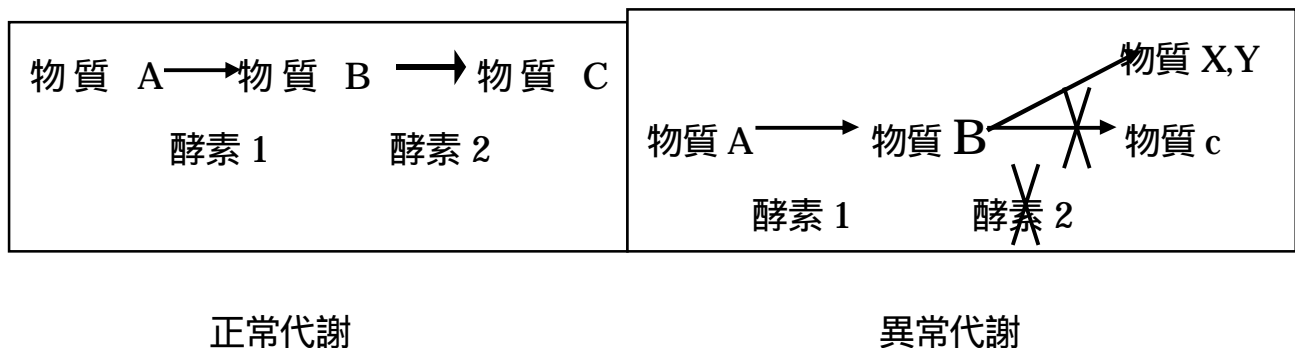 物質 A 物質 B 物質 C
酵素 1 酵素 2
物質 X,Y
物質 A 物質 B 物質 c
酵素 1 酵素 2
正常代謝 異常代謝